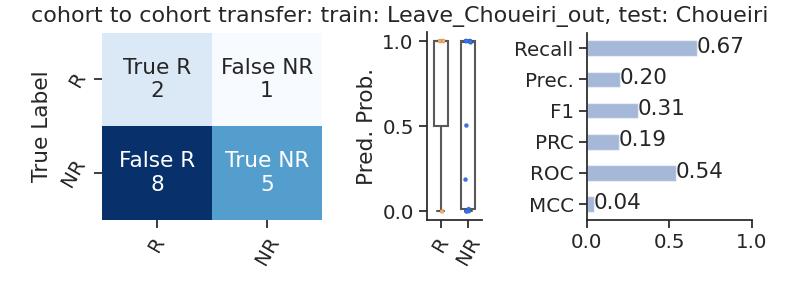 cohort to cohort transfer: train: Leave_Choueiri_out, test: Choueiri
True Label
R
NR
True R
2
False NR
1
False R
8
True NR
5
R
NR
Pred. Prob.
1.0
0.5
0.0
R
NR
Recall
0.67
Prec.
0.20
F1
0.31
PRC
0.19
ROC
0.54
MCC
0.04
0.0
0.5
1.0